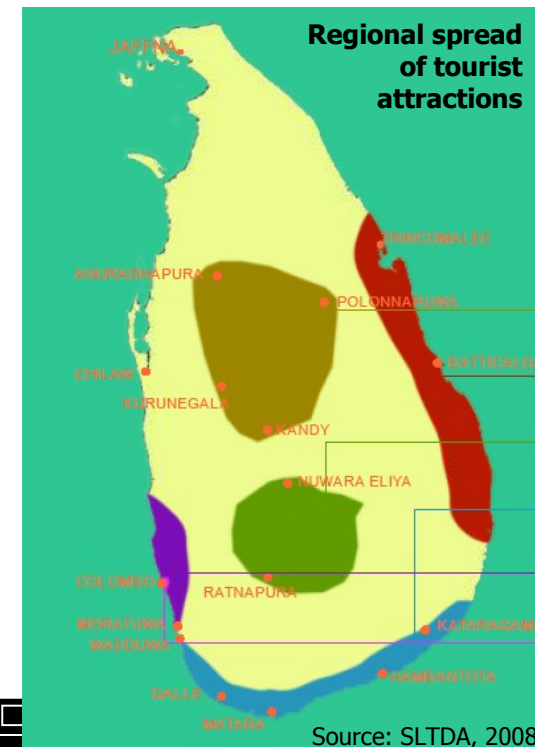 Regional spread
of tourist
attractions
JAFFNA
TRINCOMALEE
ANURADHAPURA
POLONNARUWA
BATTICALO
CHILAW
KURUNEGALA
KANDY
NUWARA ELIYA
COLOMBO
RATNAPURA
MORATUWA
KATARAGAM
WADDUWA
HAMBANTOTA
GALLE
MATARA
Source: SLTDA, 2008